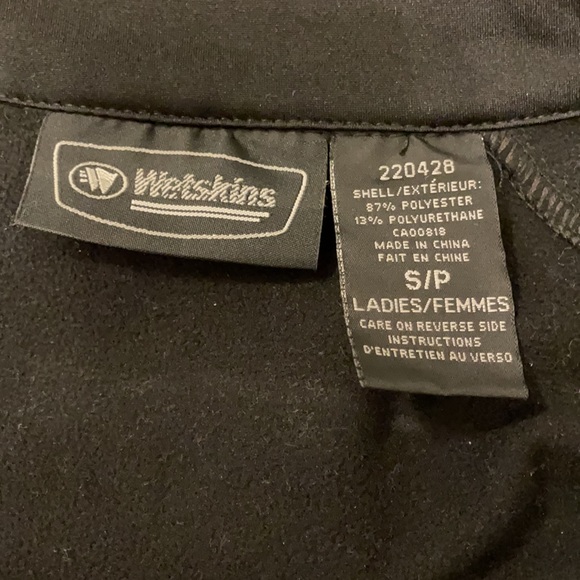 W Wetskins
220428
SHELL/EXTÉRIEUR:
87% POLYESTER
13% POLYURETHANE
CA00818
MADE IN CHINA
FAIT EN CHINE
S/P
LADIES/FEMMES
CARE ON REVERSE SIDE
INSTRUCTIONS
D'ENTRETIEN AU VERSO